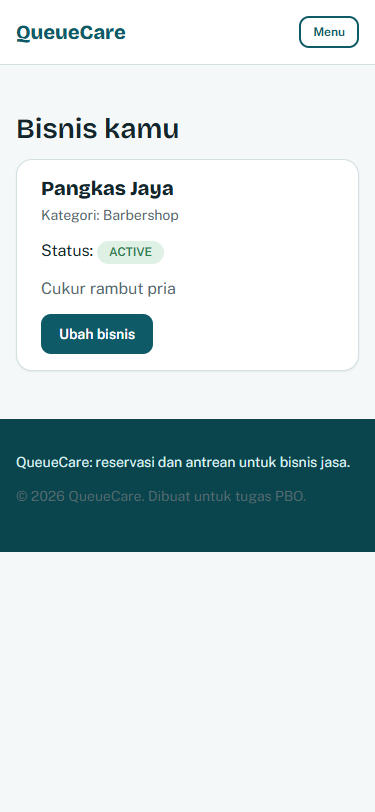 QueueCare
Menu
Bisnis kamu
Pangkas Jaya
Kategori: Barbershop
Status: ACTIVE
Cukur rambut pria
Ubah bisnis
QueueCare: reservasi dan antrean untuk bisnis jasa.
© 2026 QueueCare. Dibuat untuk tugas PBO.